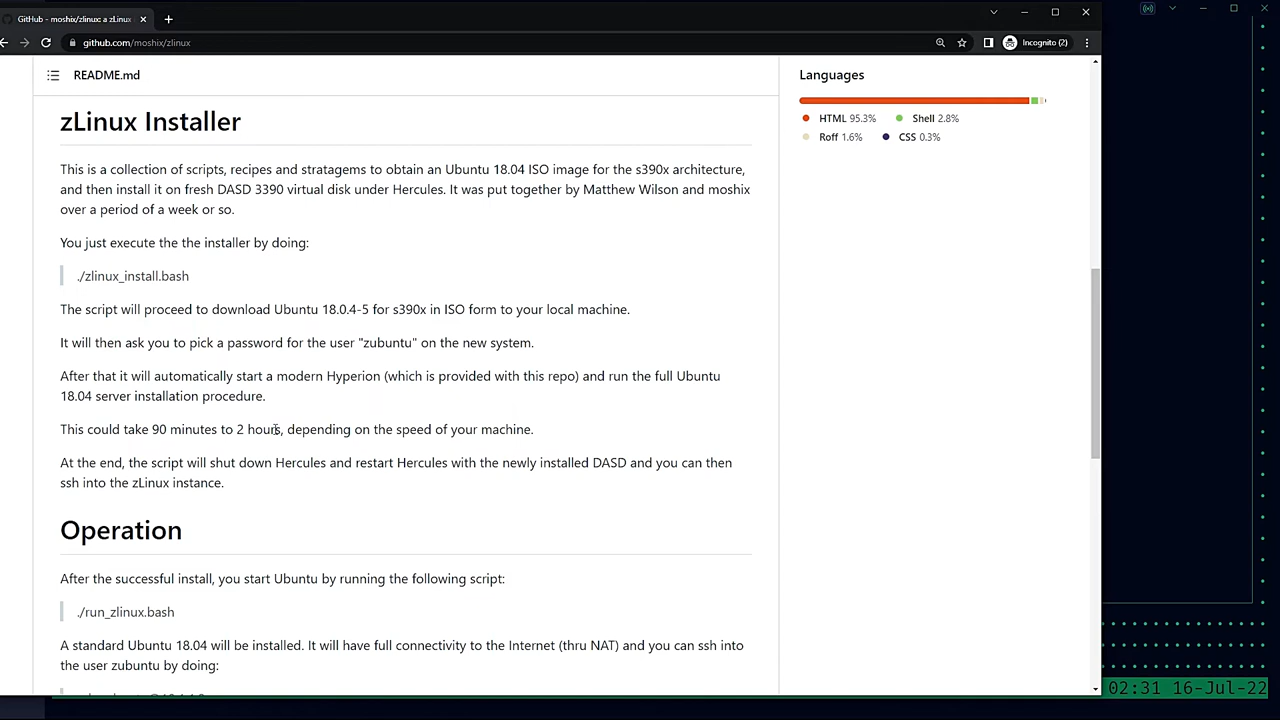 GitHub - moshix/zlinux: a zLinux
github.com/moshix/zlinux
Incognito (2)
README.md
zLinux Installer
This is a collection of scripts, recipes and stratagems to obtain an Ubuntu 18.04 ISO image for the s390x architecture,
and then install it on fresh DASD 3390 virtual disk under Hercules. It was put together by Matthew Wilson and moshix
over a period of a week or so.
You just execute the the installer by doing:
./zlinux_install.bash
The script will proceed to download Ubuntu 18.0.4-5 for s390x in ISO form to your local machine.
It will then ask you to pick a password for the user "zubuntu" on the new system.
After that it will automatically start a modern Hyperion (which is provided with this repo) and run the full Ubuntu
18.04 server installation procedure.
This could take 90 minutes to 2 hours, depending on the speed of your machine.
At the end, the script will shut down Hercules and restart Hercules with the newly installed DASD and you can then
ssh into the zLinux instance.
Operation
After the successful install, you start Ubuntu by running the following script:
./run_zlinux.bash
A standard Ubuntu 18.04 will be installed. It will have full connectivity to the Internet (thru NAT) and you can ssh into
the user zubuntu by doing:
Languages
HTML 95.3%
Shell 2.8%
Roff 1.6%
CSS 0.3%
02:31 16-Jul-22